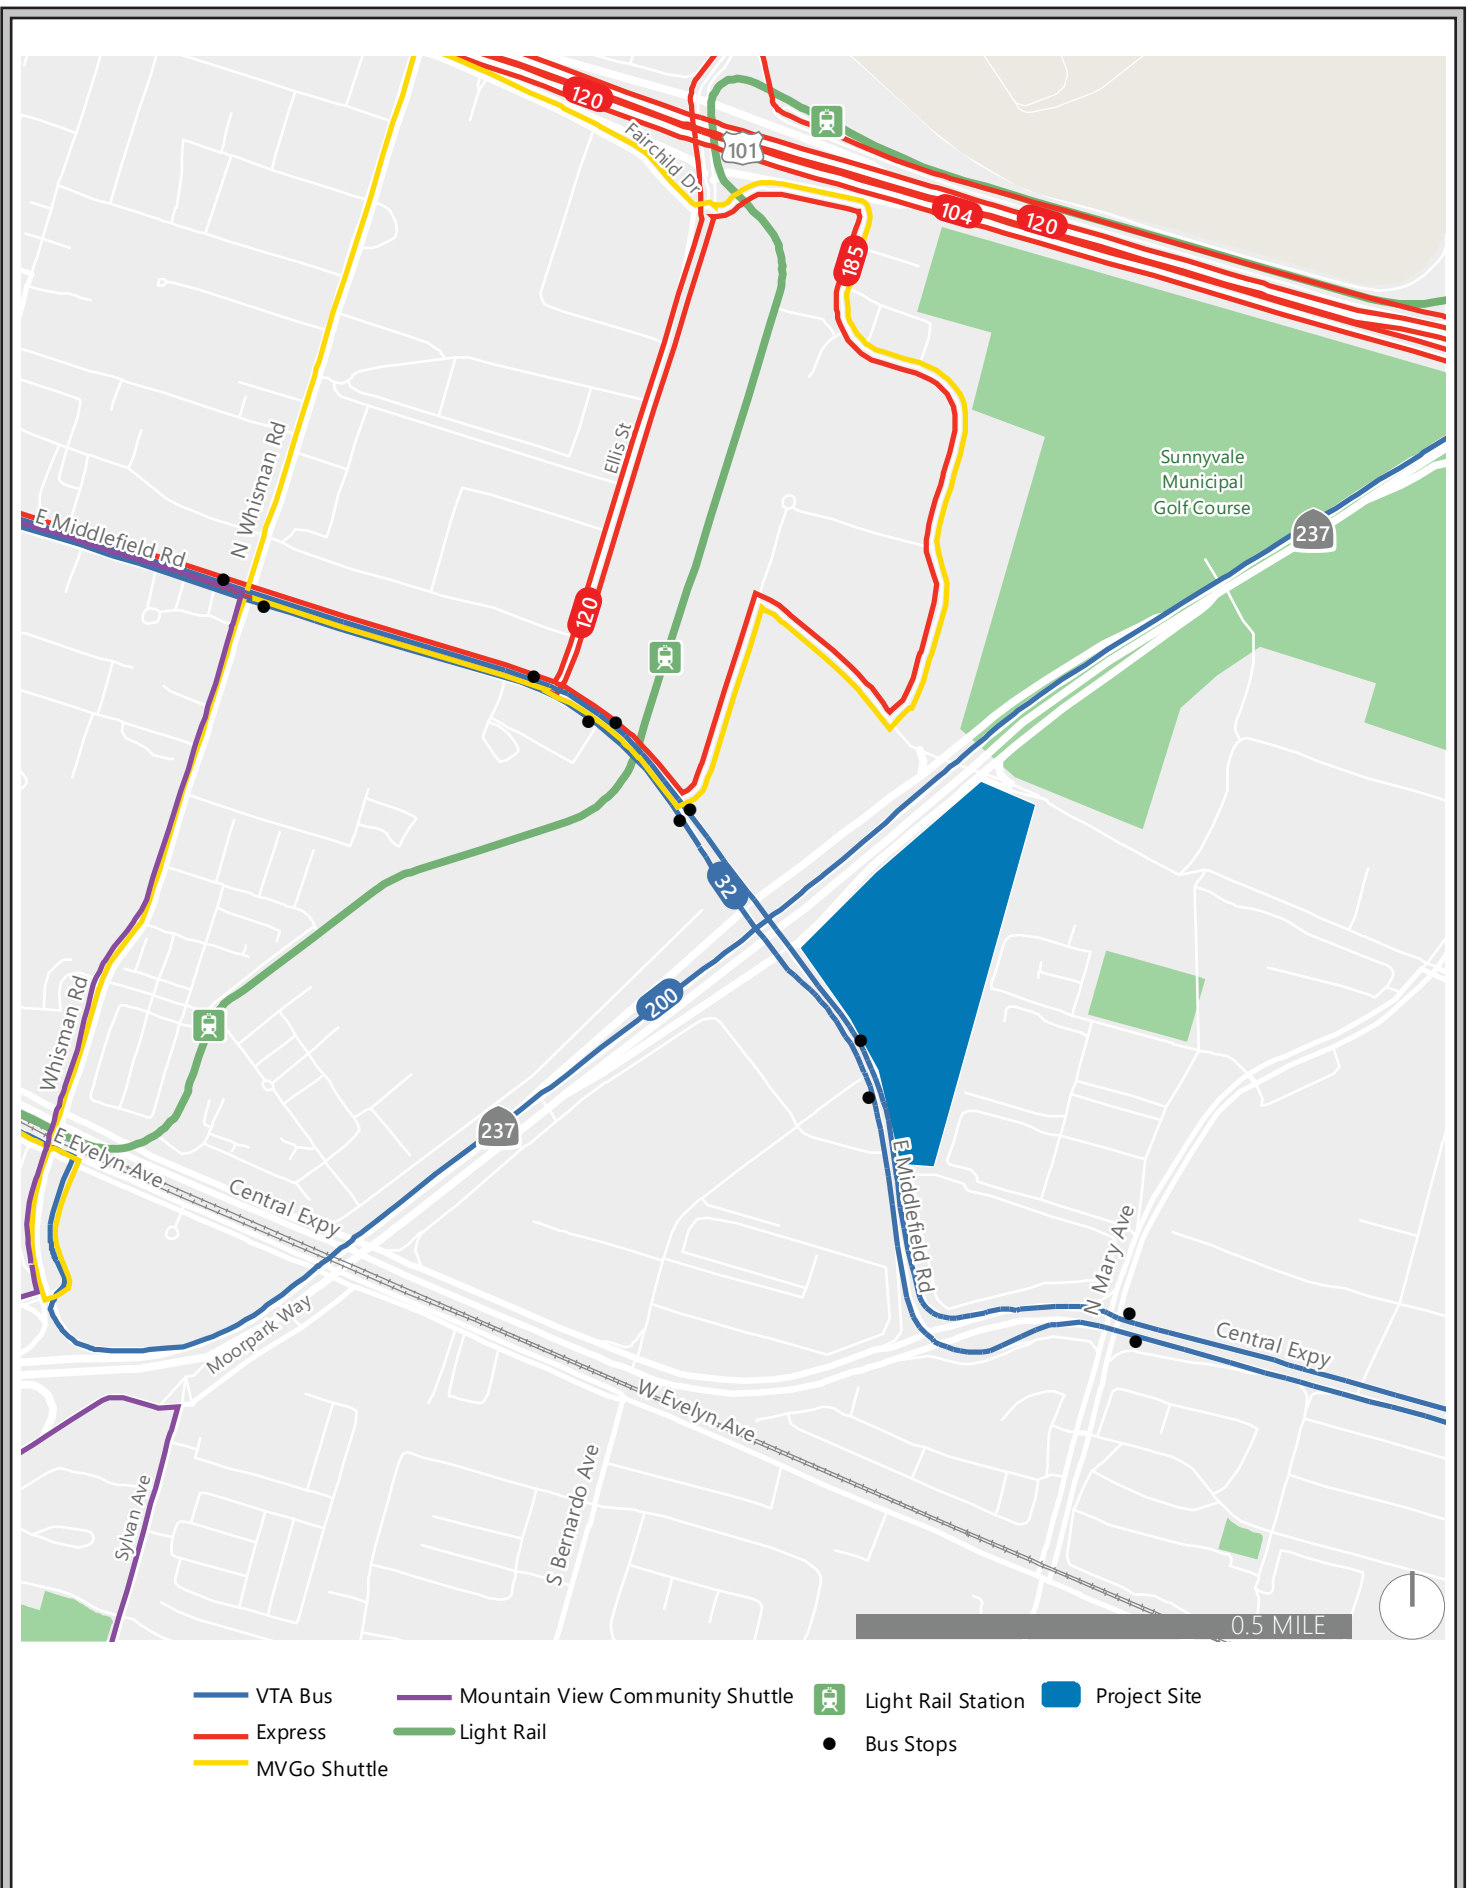 120
Fairchild Dr
101
104
120
185
Ellis St
N Whisman Rd
E Middlefield Rd
Sunnyvale
Municipal
Golf Course
237
120
32
200
Whisman Rd
237
E Evelyn Ave
Central Expy
E Middlefield Rd
N Mary Ave
Moorpark Way
Central Expy
W Evelyn Ave
S Bernardo Ave
Sylvan Ave
0.5 MILE
VTA Bus
Mountain View Community Shuttle
Light Rail Station
Project Site
Express
Light Rail
Bus Stops
MVGo Shuttle